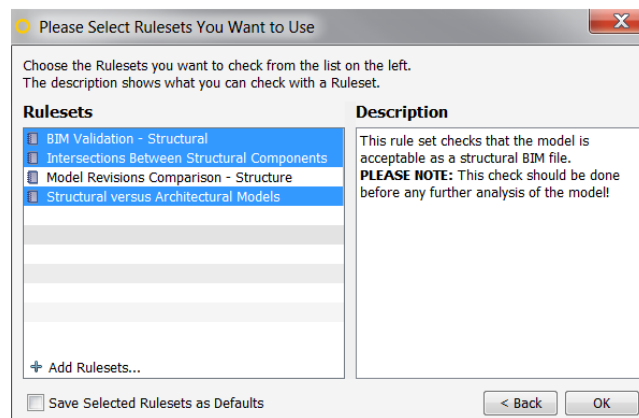 Please Select Rulesets You Want to Use
Choose the Rulesets you want to check from the list on the left.
The description shows what you can check with a Ruleset.
Rulesets
BIM Validation - Structural
Intersections Between Structural Components
Model Revisions Comparison - Structure
Structural versus Architectural Models
+ Add Rulesets...
Description
This rule set checks that the model is
acceptable as a structural BIM file.
PLEASE NOTE: This check should be done
before any further analysis of the model!
Save Selected Rulesets as Defaults
< Back
OK